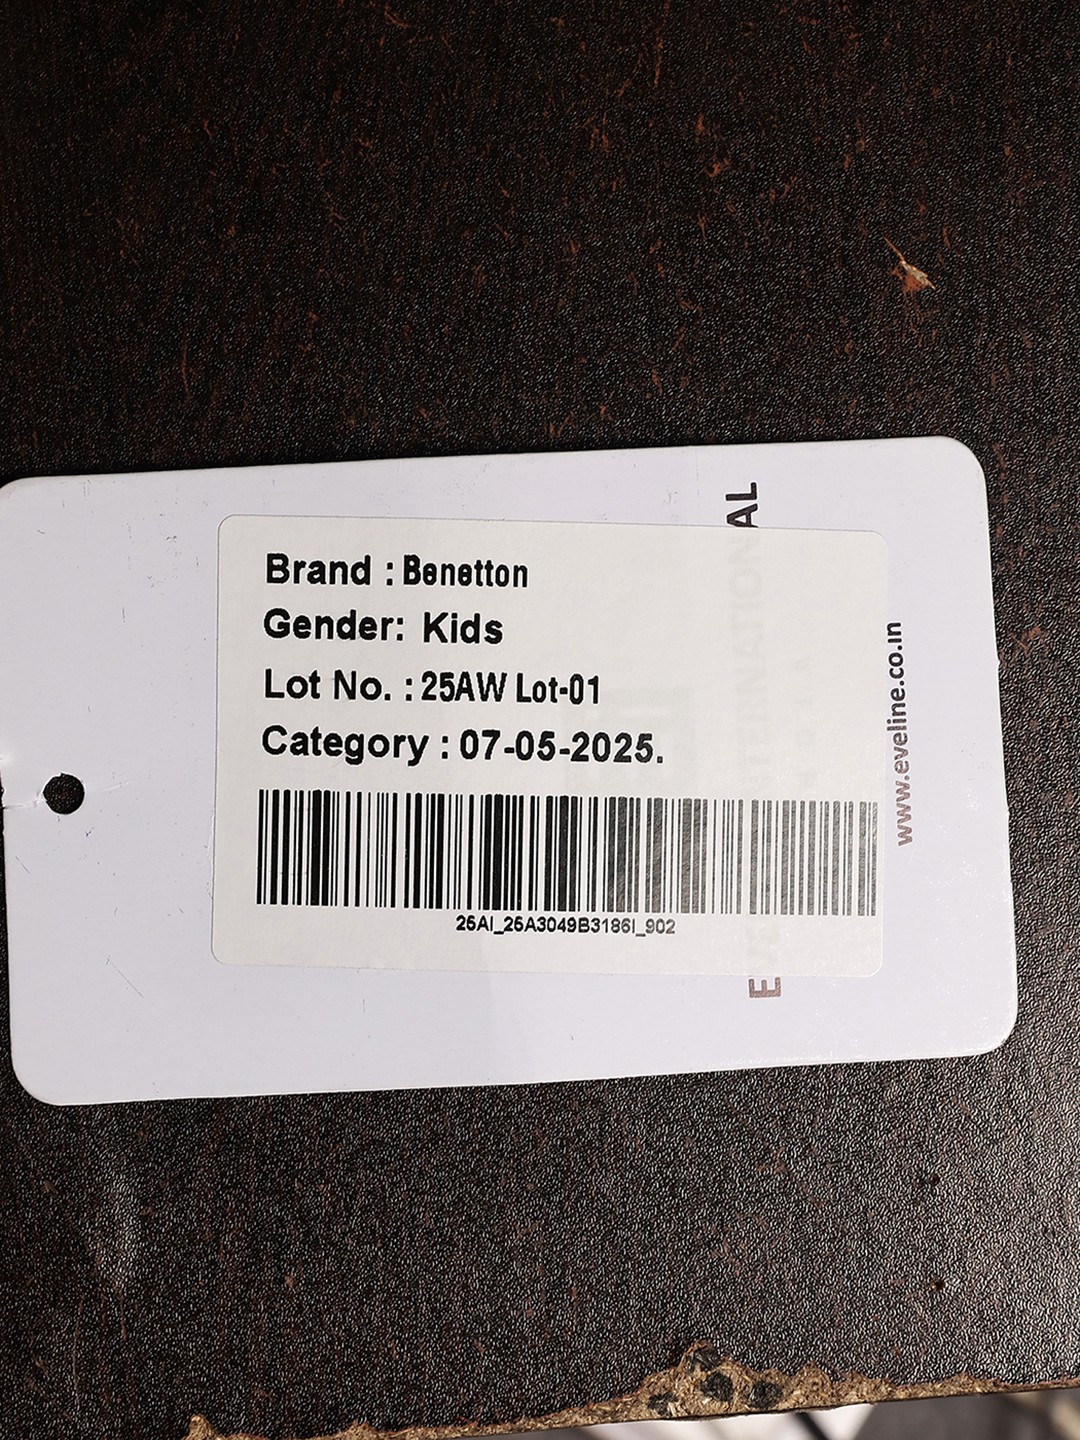 Brand : Benetton
Gender: Kids
Lot No. : 25AW Lot-01
Category : 07-05-2025.
25AI_25A3049B3186I_902
www.eveline.co.in